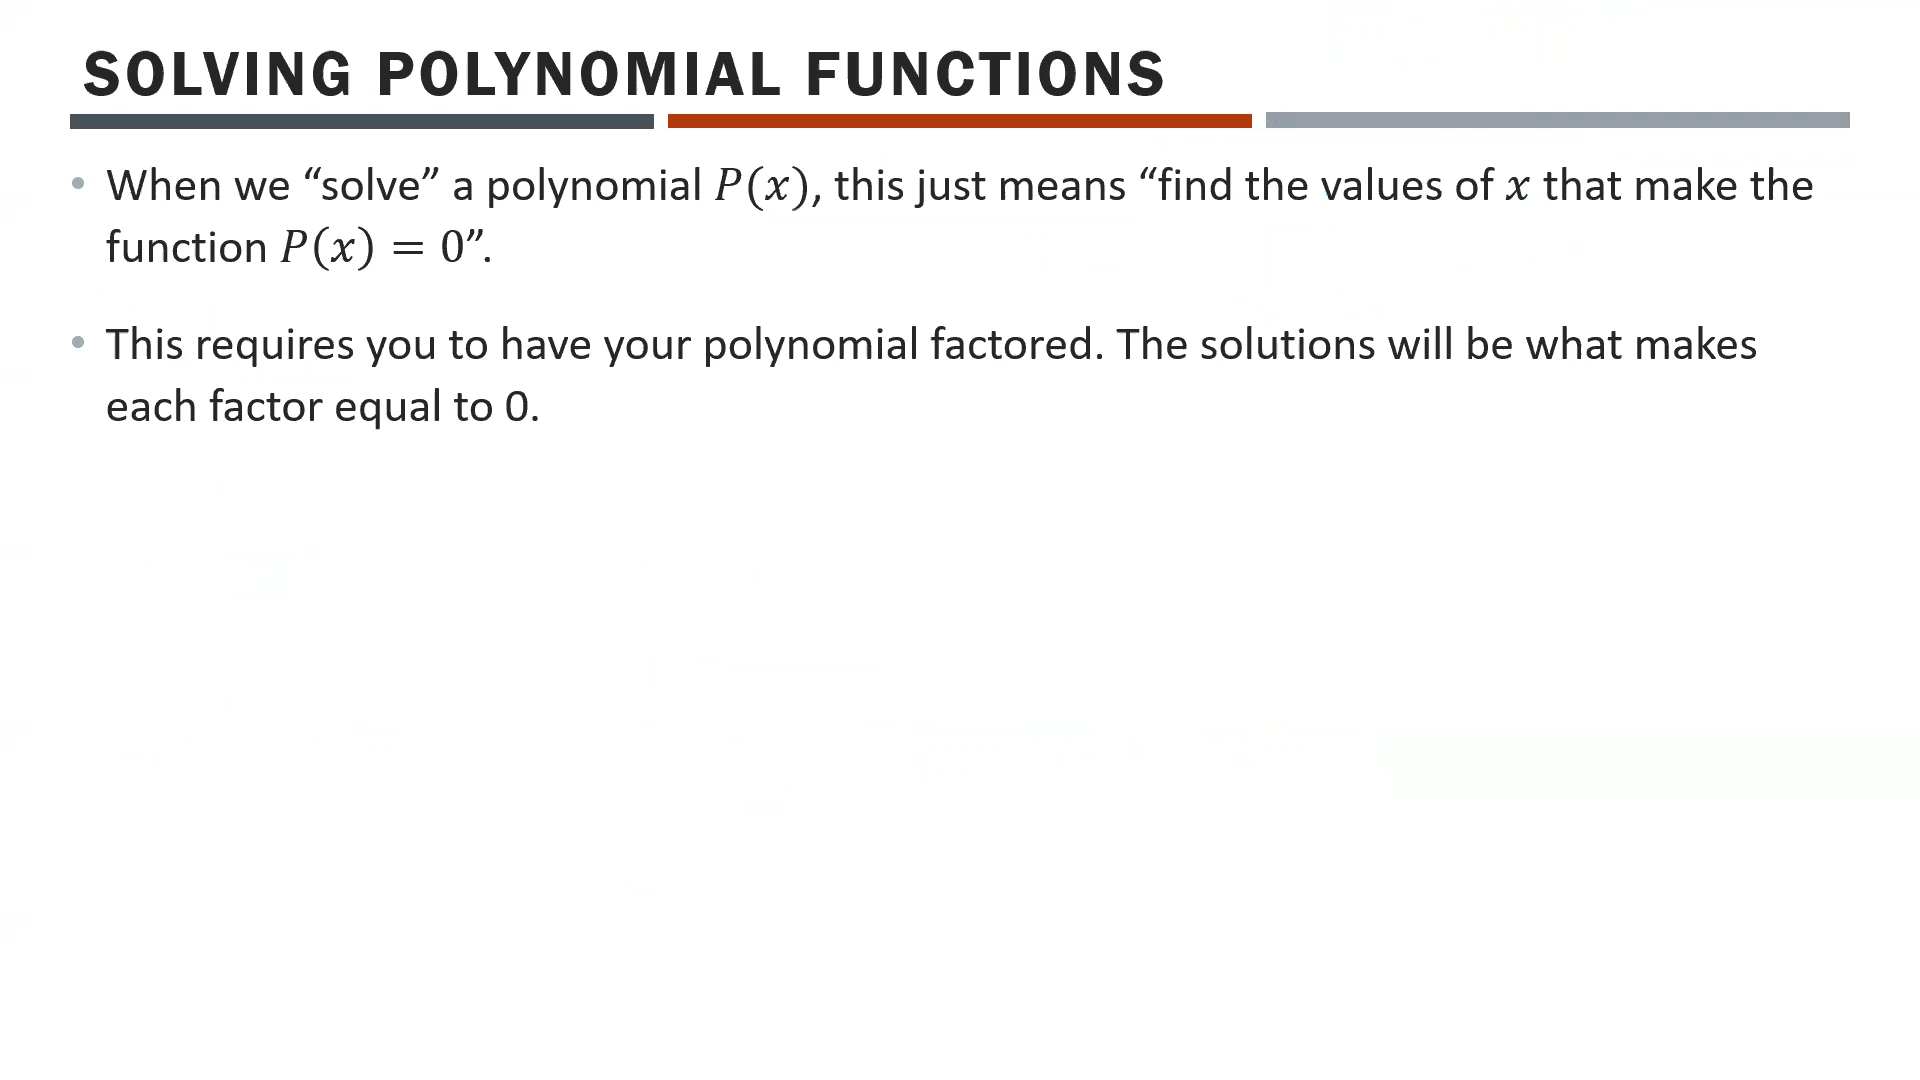 SOLVING POLYNOMIAL FUNCTIONS
• When we “solve” a polynomial 𝑃(𝑥), this just means “find the values of 𝑥 that make the
function 𝑃(𝑥) = 0”.
• This requires you to have your polynomial factored. The solutions will be what makes
each factor equal to 0.